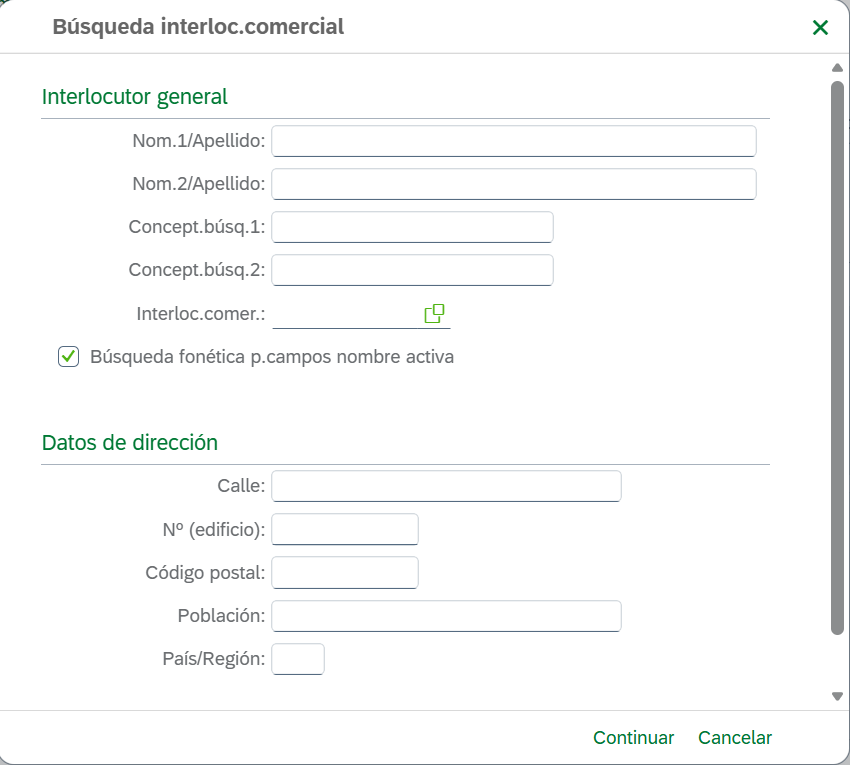 Búsqueda interloc.comercial
Interlocutor general
Nom.1/Apellido:
Nom.2/Apellido:
Concept.búsq.1:
Concept.búsq.2:
Interloc.comer.:
Búsqueda fonética p.campos nombre activa
Datos de dirección
Calle:
Nº (edificio):
Código postal:
Población:
País/Región:
Continuar Cancelar